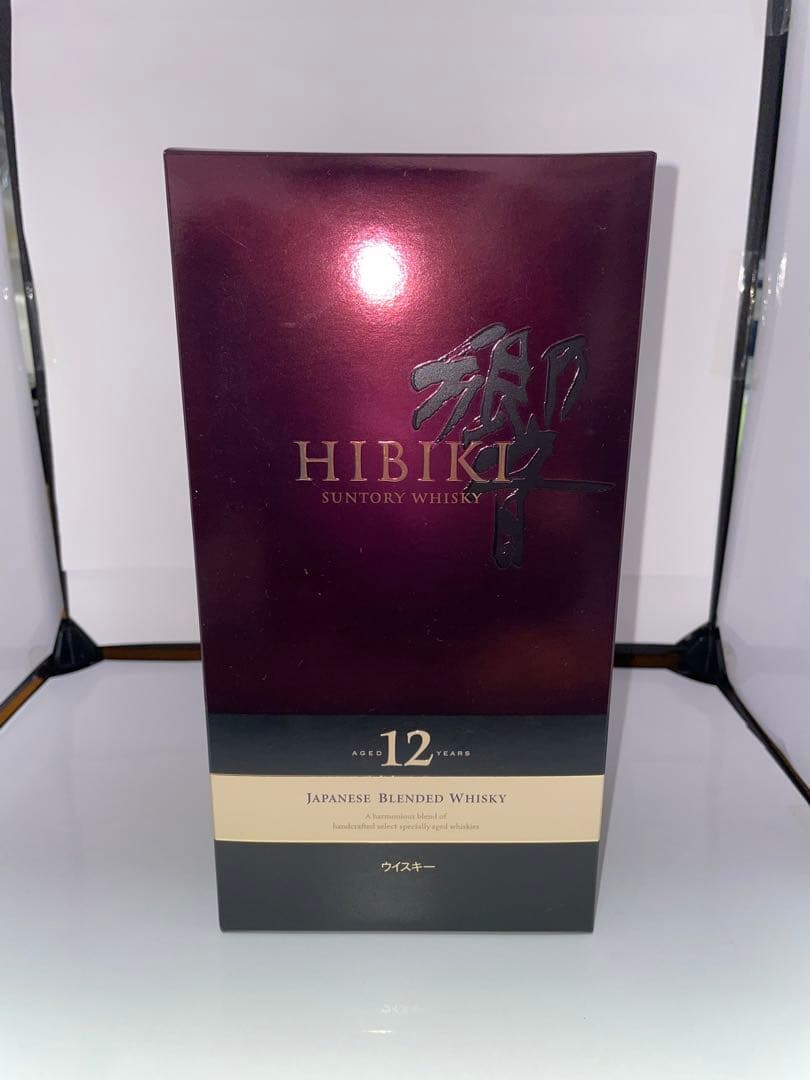 響
HIBIKI
SUNTORY WHISKY
AGED 12 YEARS
JAPANESE BLENDED WHISKY
A harmonious blend of
handcrafted select specially aged whiskies
ウイスキー